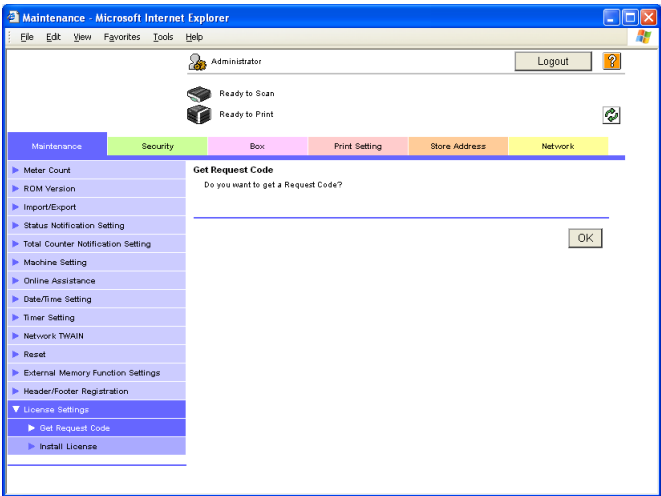 Maintenance - Microsoft Internet Explorer
File Edit View Favorites Tools Help
Administrator
Logout
?
Ready to Scan
Ready to Print
Maintenance Security Box Print Setting Store Address Network
Meter Count
ROM Version
Import/Export
Status Notification Setting
Total Counter Notification Setting
Machine Setting
Online Assistance
Date/Time Setting
Timer Setting
Network TWAIN
Reset
External Memory Function Settings
Header/Footer Registration
License Settings
Get Request Code
Install License
Get Request Code
Do you want to get a Request Code?
OK